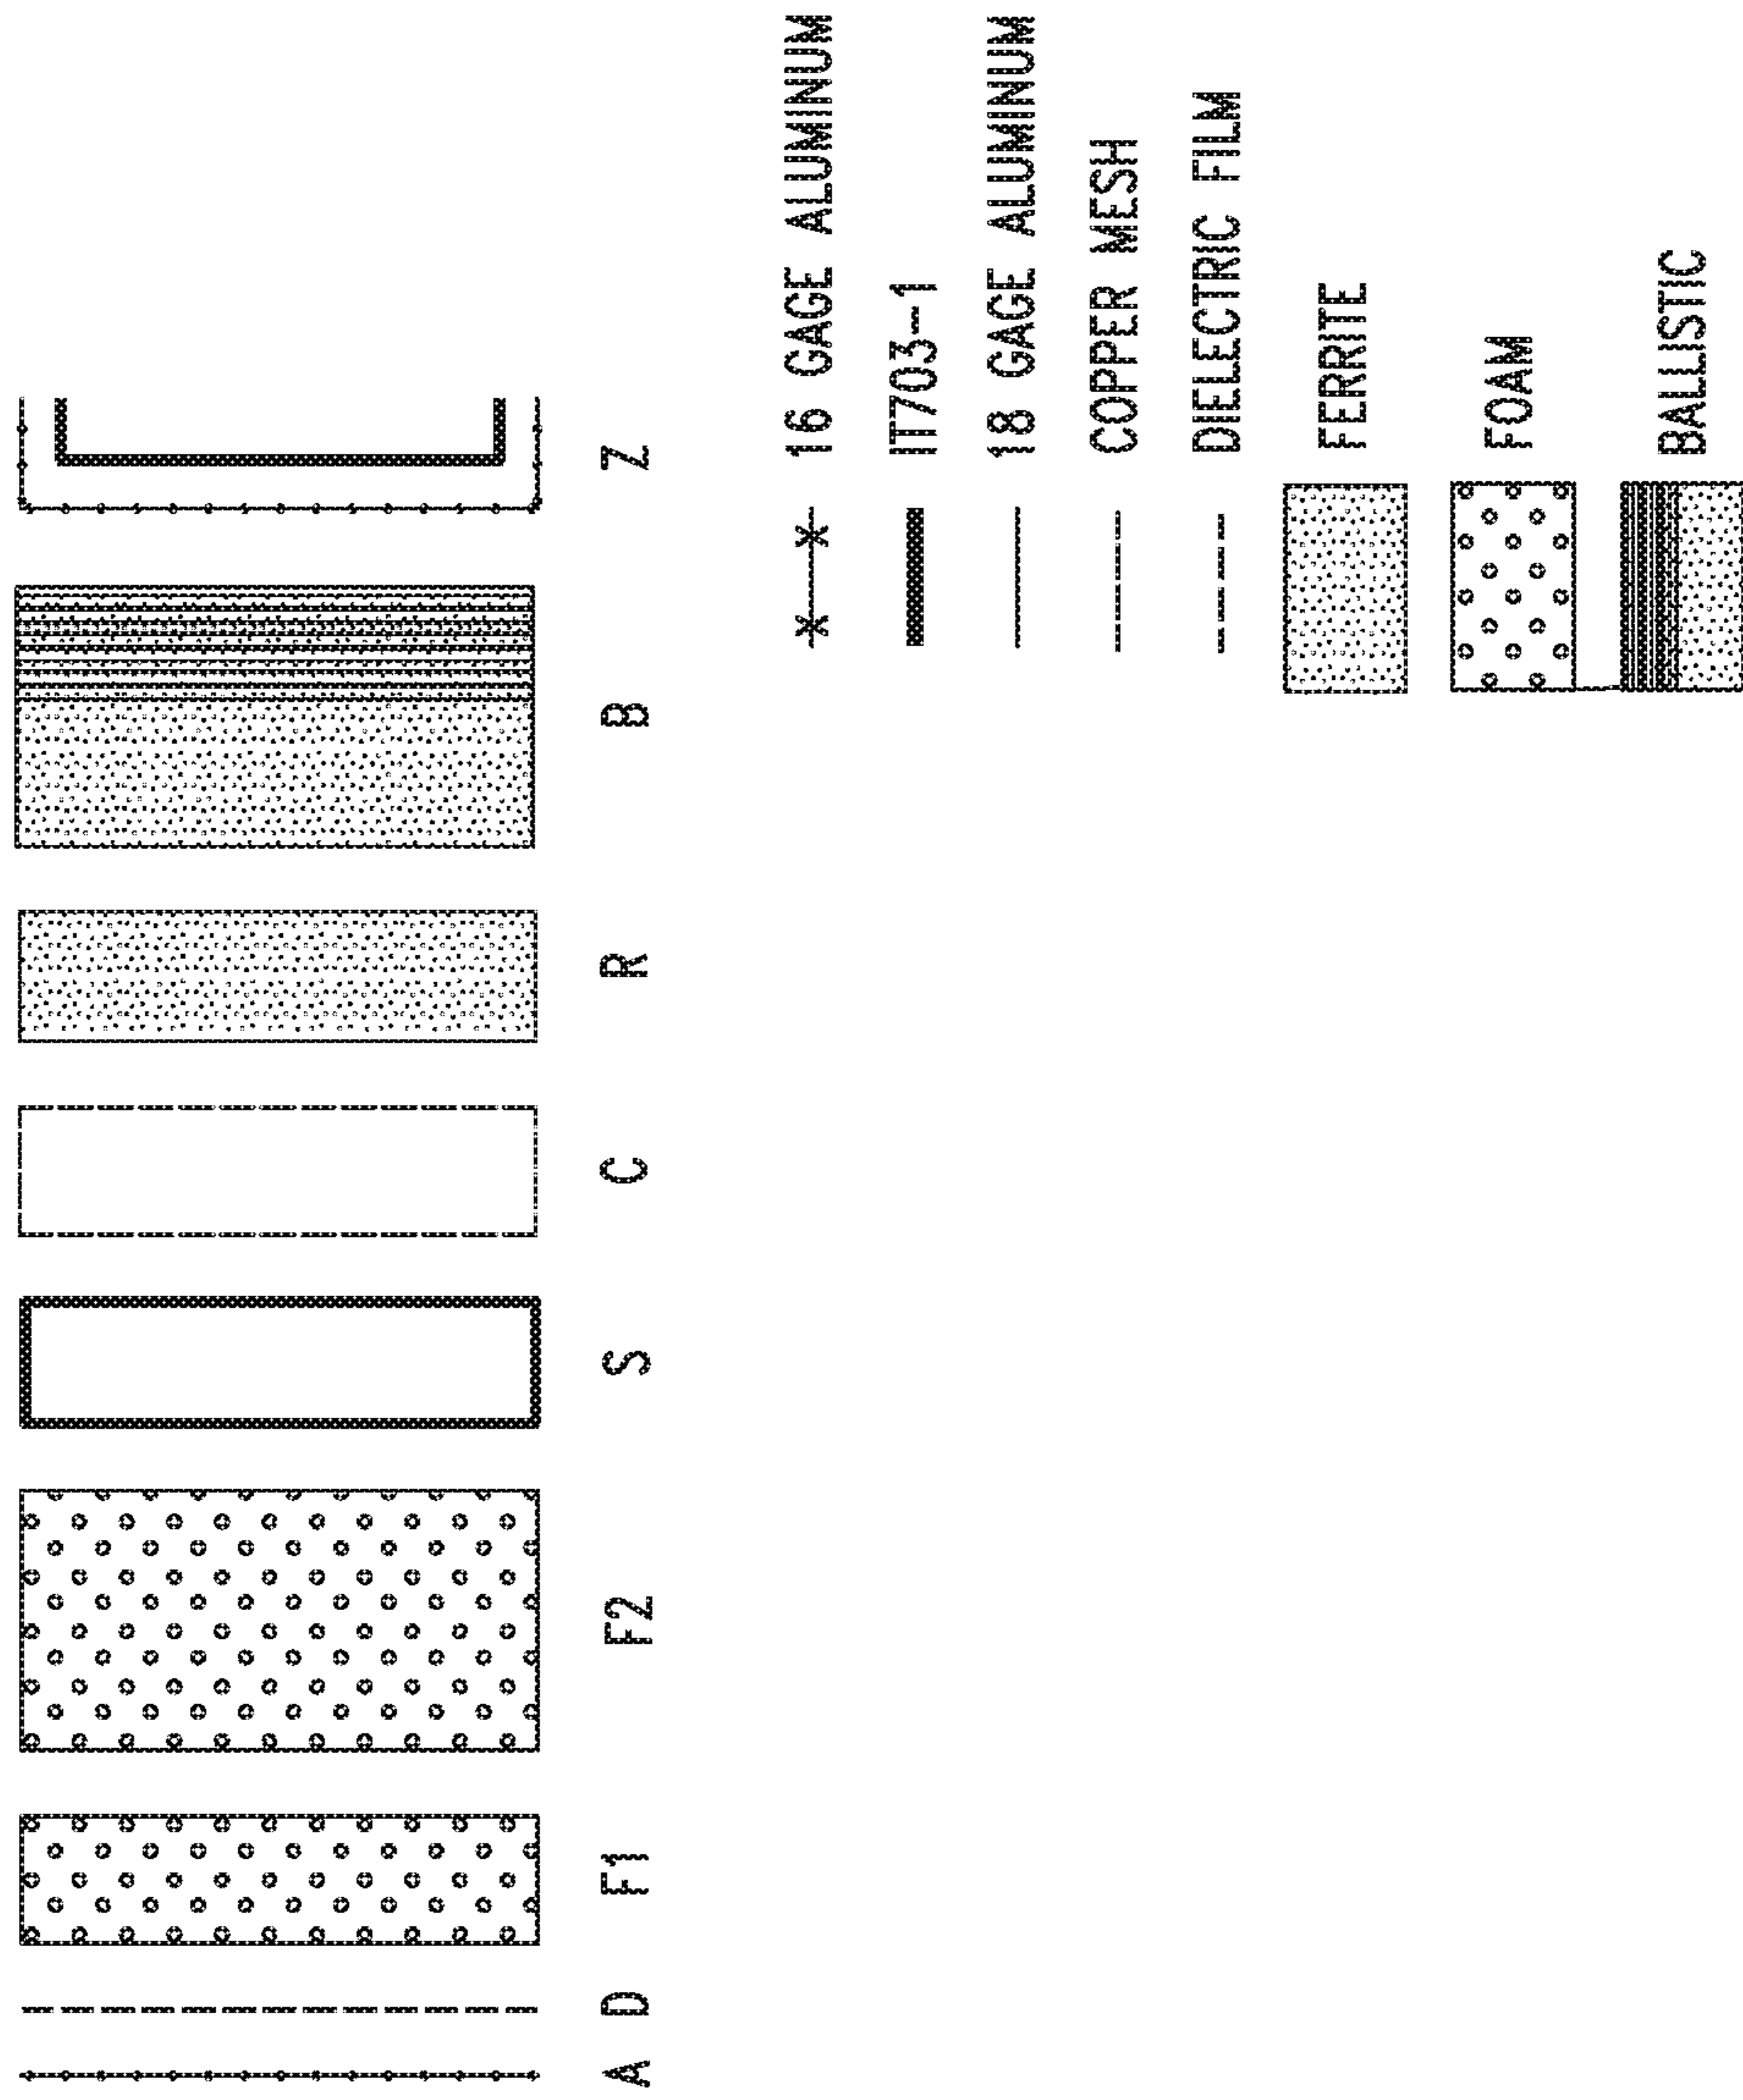 A D F1 F2 S C R B Z
16 GAGE ALUMINUM
IT703-1
18 GAGE ALUMINUM
COPPER MESH
DIELECTRIC FILM
FERRITE
FOAM
BALLISTIC